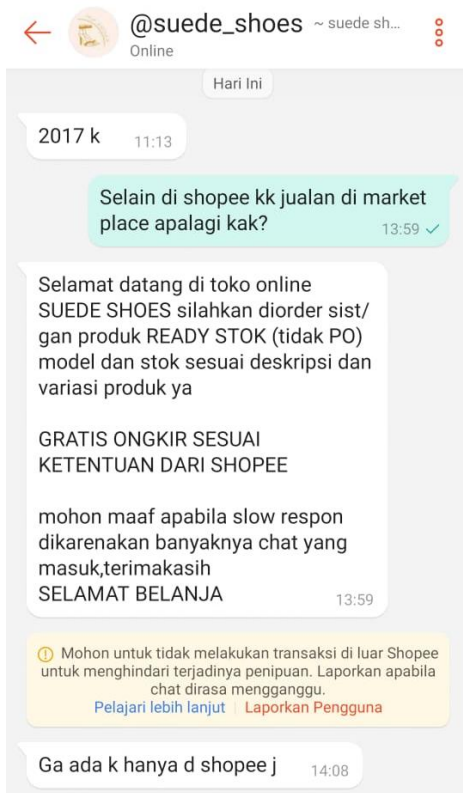 @suede_shoes ~ suede sh...
Online
Hari Ini
2017 k 11:13
Selain di shopee kk jualan di market
place apalagi kak? 13:59
Selamat datang di toko online
SUEDE SHOES silahkan diorder sist/
gan produk READY STOK (tidak PO)
model dan stok sesuai deskripsi dan
variasi produk ya
GRATIS ONGKIR SESUAI
KETENTUAN DARI SHOPEE
mohon maaf apabila slow respon
dikarenakan banyaknya chat yang
masuk,terimakasih
SELAMAT BELANJA 13:59
Mohon untuk tidak melakukan transaksi di luar Shopee
untuk menghindari terjadinya penipuan. Laporkan apabila
chat dirasa mengganggu.
Pelajari lebih lanjut | Laporkan Pengguna
Ga ada k hanya d shopee j 14:08